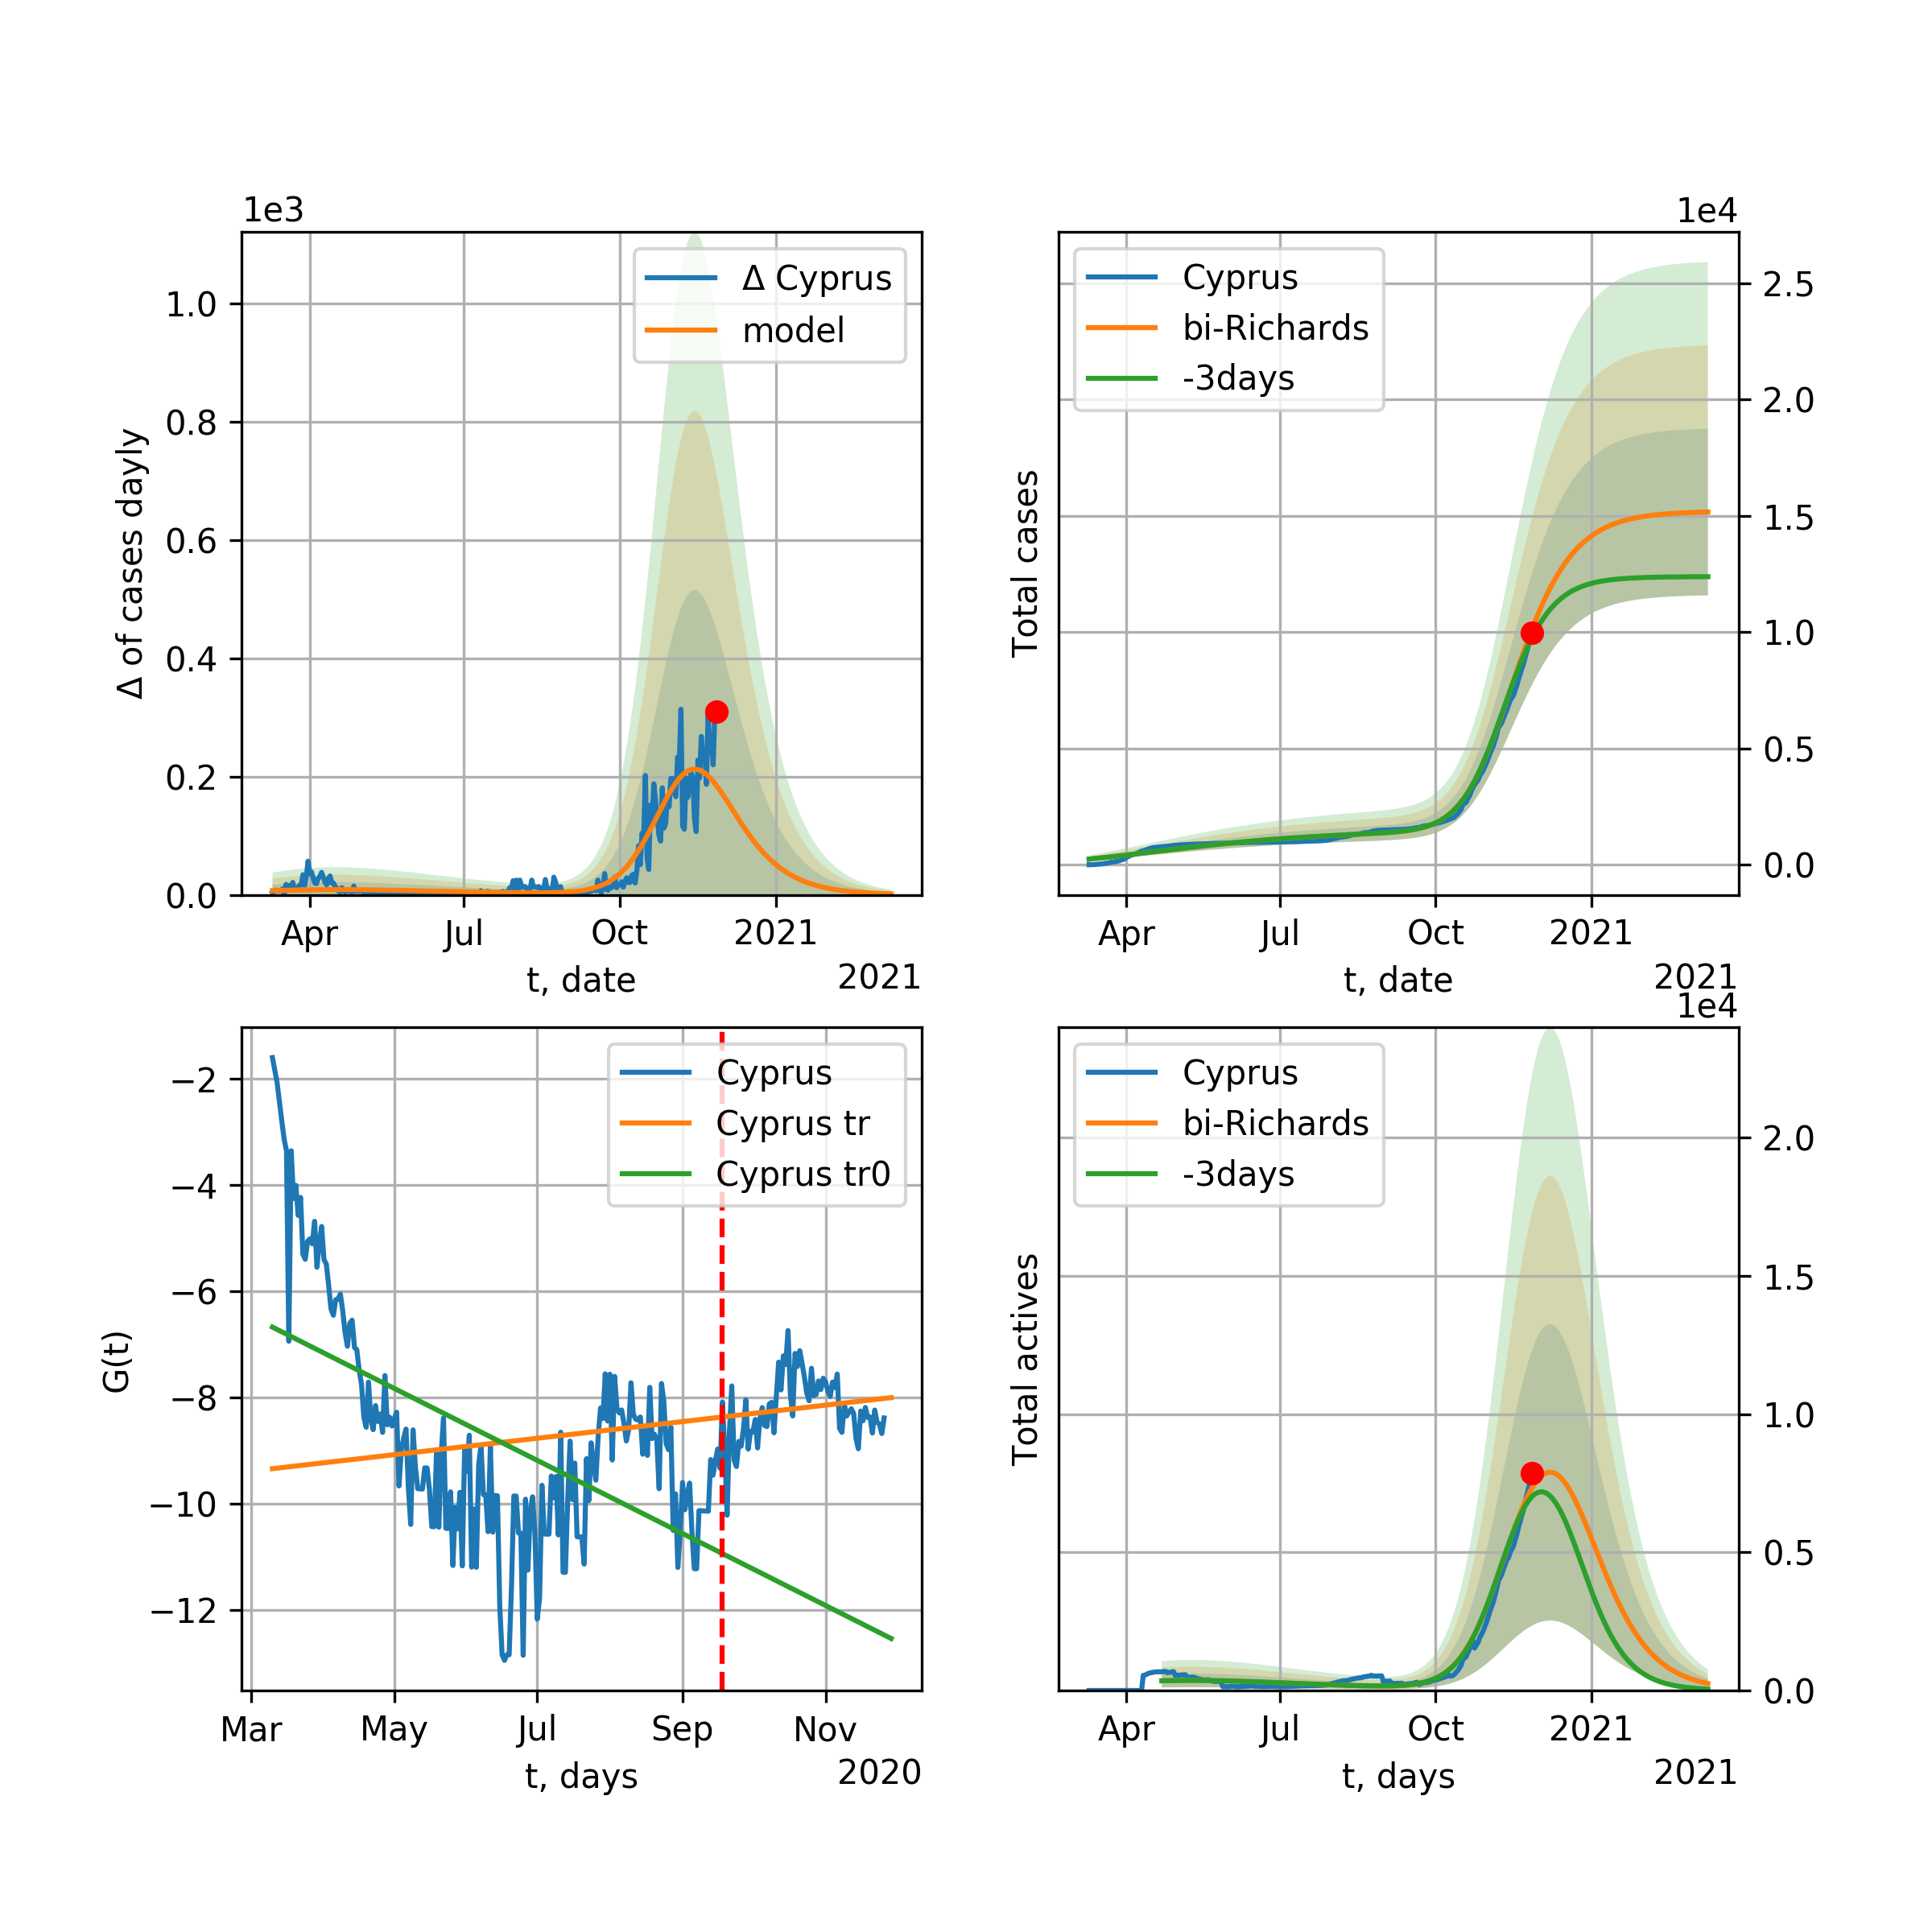 1e3
Δ of cases dayly
1.0
0.8
0.6
0.4
0.2
0.0
Δ Cyprus
model
Apr Jul Oct 2021
t, date
2021
1e4
Total cases
Cyprus
bi-Richards
-3days
2.5
2.0
1.5
1.0
0.5
0.0
Apr Jul Oct 2021
t, date
2021
G(t)
−2
−4
−6
−8
−10
−12
Cyprus
Cyprus tr
Cyprus tr0
Mar May Jul Sep Nov
t, days
2020
1e4
Total actives
Cyprus
bi-Richards
-3days
2.0
1.5
1.0
0.5
0.0
Apr Jul Oct 2021
t, days
2021